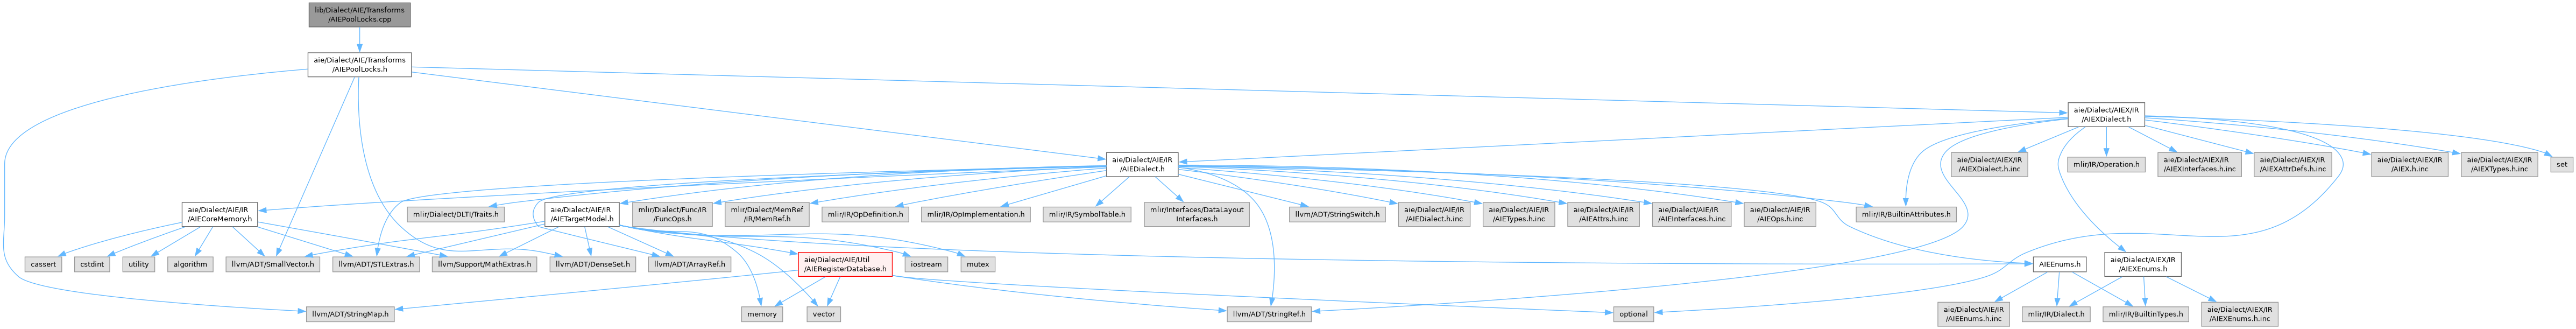 lib/Dialect/AIE/Transforms
/AIEPoolLocks.cpp
aie/Dialect/AIE/Transforms
/AIEPoolLocks.h
aie/Dialect/AIEX/IR
/AIEXDialect.h
aie/Dialect/AIE/IR
/AIEDialect.h
aie/Dialect/AIEX/IR
/AIEXDialect.h.inc
mlir/IR/Operation.h
aie/Dialect/AIEX/IR
/AIEXInterfaces.h.inc
aie/Dialect/AIEX/IR
/AIEXAttrDefs.h.inc
aie/Dialect/AIEX/IR
/AIEX.h.inc
aie/Dialect/AIEX/IR
/AIEXTypes.h.inc
set
aie/Dialect/AIE/IR
/AIECoreMemory.h
mlir/Dialect/DLTI/Traits.h
aie/Dialect/AIE/IR
/AIETargetModel.h
mlir/Dialect/Func/IR
/FuncOps.h
mlir/Dialect/MemRef
/IR/MemRef.h
mlir/IR/OpDefinition.h
mlir/IR/OpImplementation.h
mlir/IR/SymbolTable.h
mlir/Interfaces/DataLayout
Interfaces.h
llvm/ADT/StringSwitch.h
aie/Dialect/AIE/IR
/AIEDialect.h.inc
aie/Dialect/AIE/IR
/AIETypes.h.inc
aie/Dialect/AIE/IR
/AIEAttrs.h.inc
aie/Dialect/AIE/IR
/AIEInterfaces.h.inc
aie/Dialect/AIE/IR
/AIEOps.h.inc
mlir/IR/BuiltinAttributes.h
cassert
cstdint
utility
algorithm
llvm/ADT/SmallVector.h
llvm/ADT/STLExtras.h
llvm/Support/MathExtras.h
llvm/ADT/DenseSet.h
llvm/ADT/ArrayRef.h
aie/Dialect/AIE/Util
/AIERegisterDatabase.h
iostream
mutex
AIEEnums.h
aie/Dialect/AIEX/IR
/AIEXEnums.h
llvm/ADT/StringMap.h
memory
vector
llvm/ADT/StringRef.h
optional
aie/Dialect/AIE/IR
/AIEEnums.h.inc
mlir/IR/Dialect.h
mlir/IR/BuiltinTypes.h
aie/Dialect/AIEX/IR
/AIEXEnums.h.inc